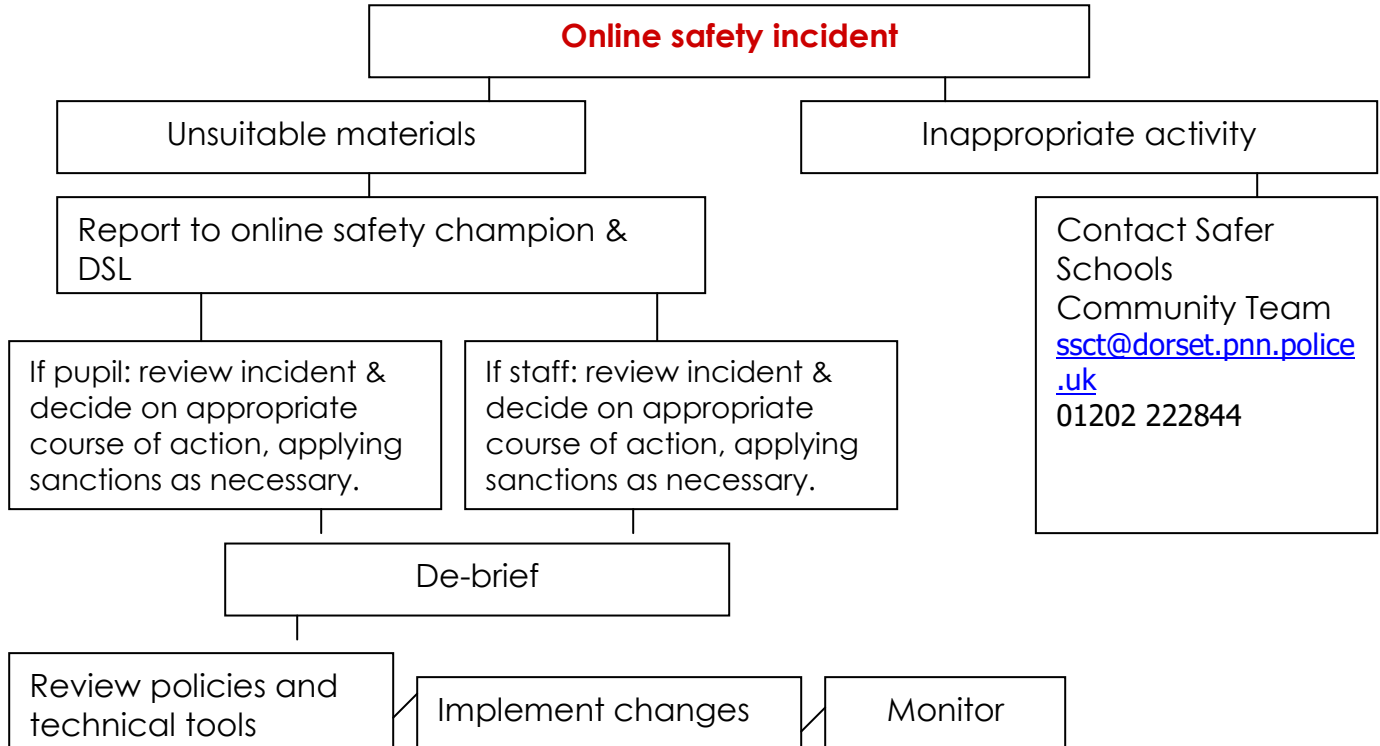 Online safety incident
Unsuitable materials
Inappropriate activity
Report to online safety champion &
DSL
Contact Safer
Schools
Community Team
ssct@dorset.pnn.police
.uk
01202 222844
If pupil: review incident &
decide on appropriate
course of action, applying
sanctions as necessary.
If staff: review incident &
decide on appropriate
course of action, applying
sanctions as necessary.
De-brief
Review policies and
technical tools
Implement changes
Monitor